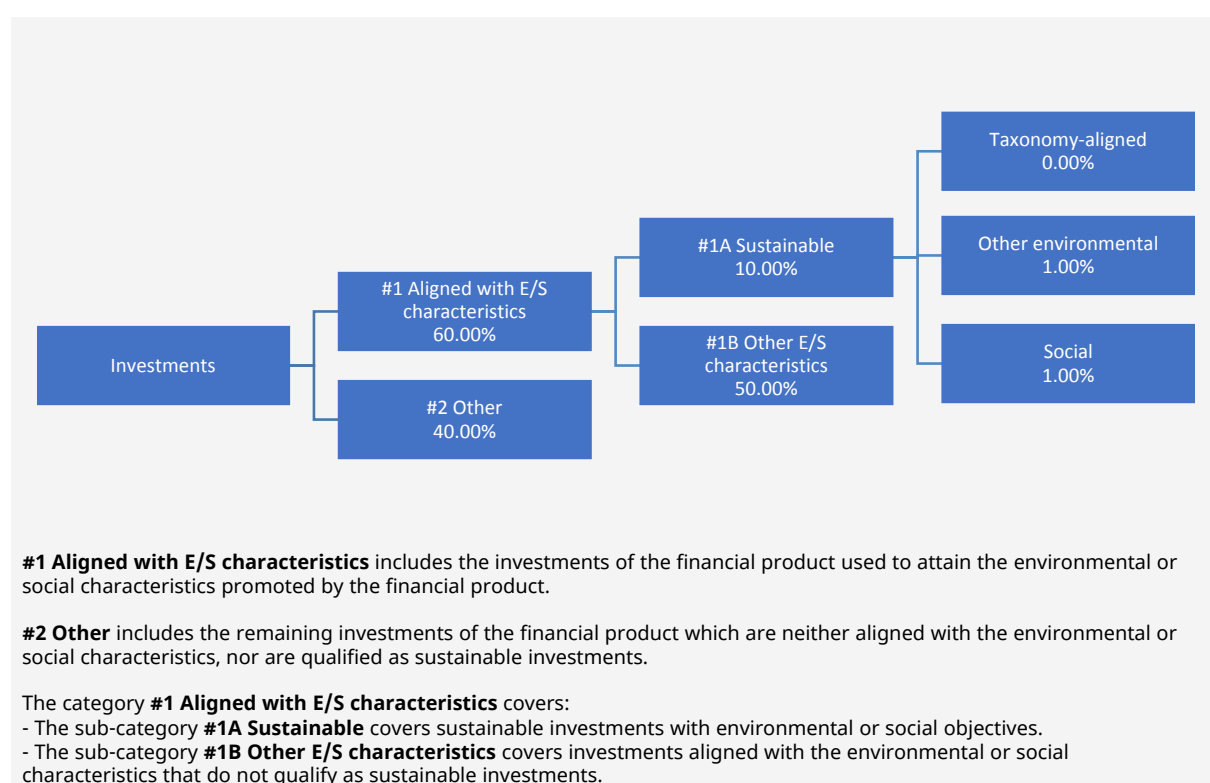 Investments
#1 Aligned with E/S
characteristics
60.00%
#2 Other
40.00%
#1A Sustainable
10.00%
#1B Other E/S
characteristics
50.00%
Taxonomy-aligned
0.00%
Other environmental
1.00%
Social
1.00%
#1 Aligned with E/S characteristics includes the investments of the financial product used to attain the environmental or
social characteristics promoted by the financial product.
#2 Other includes the remaining investments of the financial product which are neither aligned with the environmental or
social characteristics, nor are qualified as sustainable investments.
The category #1 Aligned with E/S characteristics covers:
- The sub-category #1A Sustainable covers sustainable investments with environmental or social objectives.
- The sub-category #1B Other E/S characteristics covers investments aligned with the environmental or social
characteristics that do not qualify as sustainable investments.